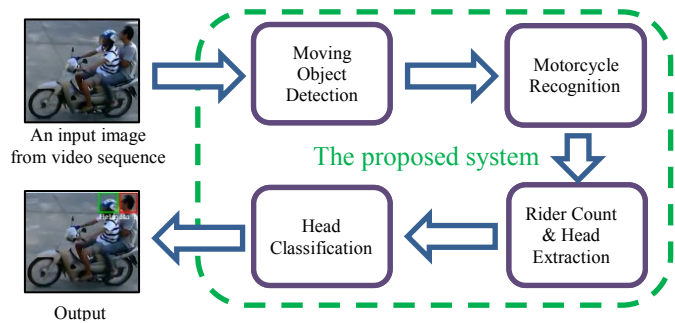 Moving
Object
Detection
Motorcycle
Recognition
An input image
from video sequence
The proposed system
Rider Count
& Head
Extraction
Head
Classification
Output